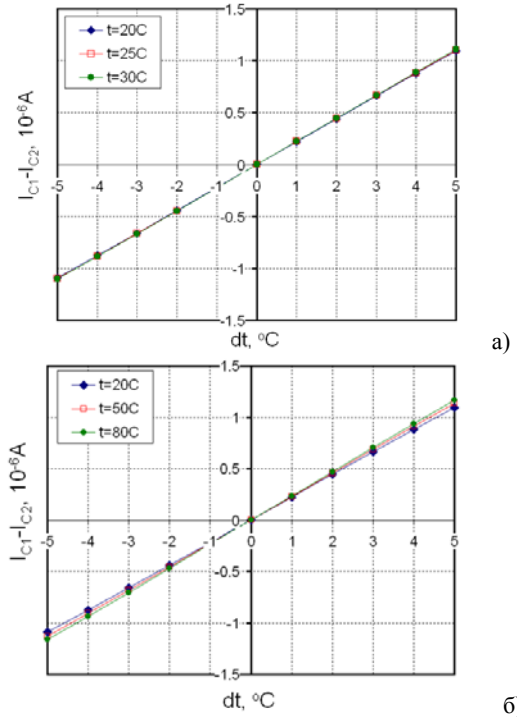 1.5
t=20C
t=25C
t=30C
1
0.5
0
-5 -4 -3 -2 -1 0 1 2 3 4 5
-0.5
-1
-1.5
I_C1-I_C2, 10^-6 A
dt, °C
а)
1.5
t=20C
t=50C
t=80C
1
0.5
0
-5 -4 -3 -2 -1 0 1 2 3 4 5
-0.5
-1
-1.5
I_C1-I_C2, 10^-6 A
dt, °C
б)